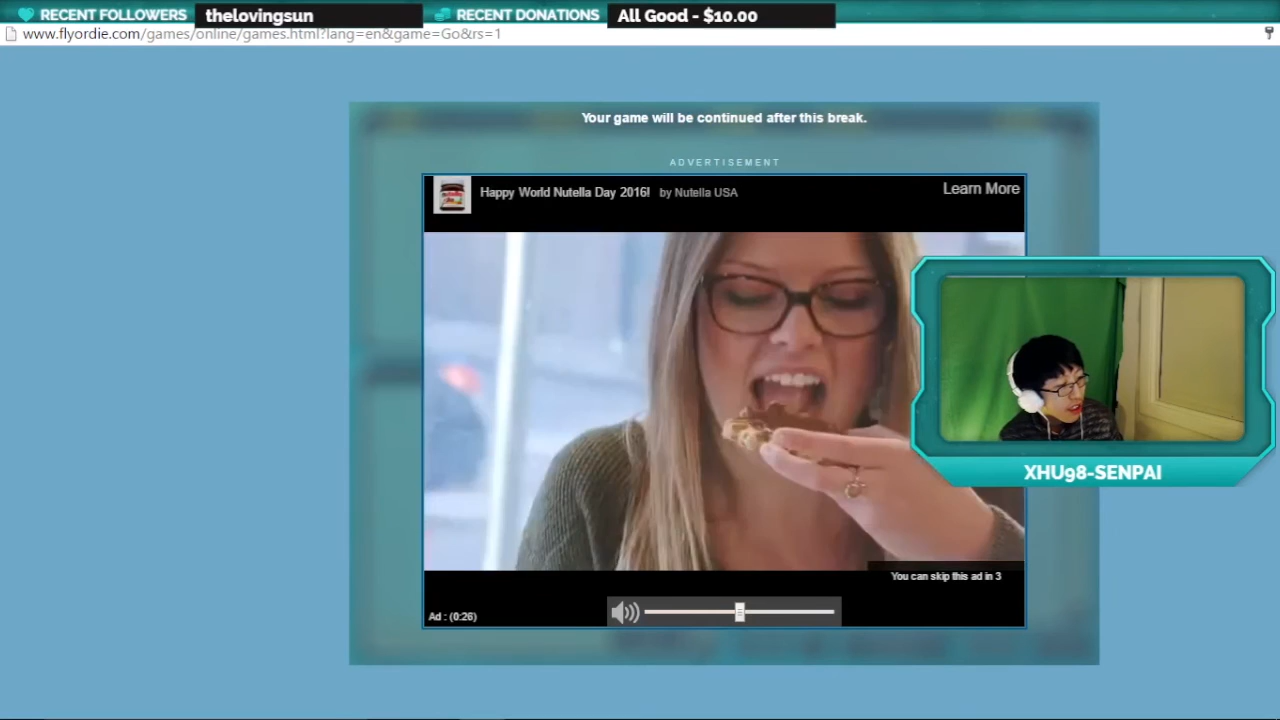 RECENT FOLLOWERS thelovingsun RECENT DONATIONS All Good - $10.00
www.flyordie.com/games/online/games.html?lang=en&game=Go&rs=1
Your game will be continued after this break.
ADVERTISEMENT
Happy World Nutella Day 2016! by Nutella USA
Learn More
XHU98-SENPAI
You can skip this ad in 3
Ad : (0:26)